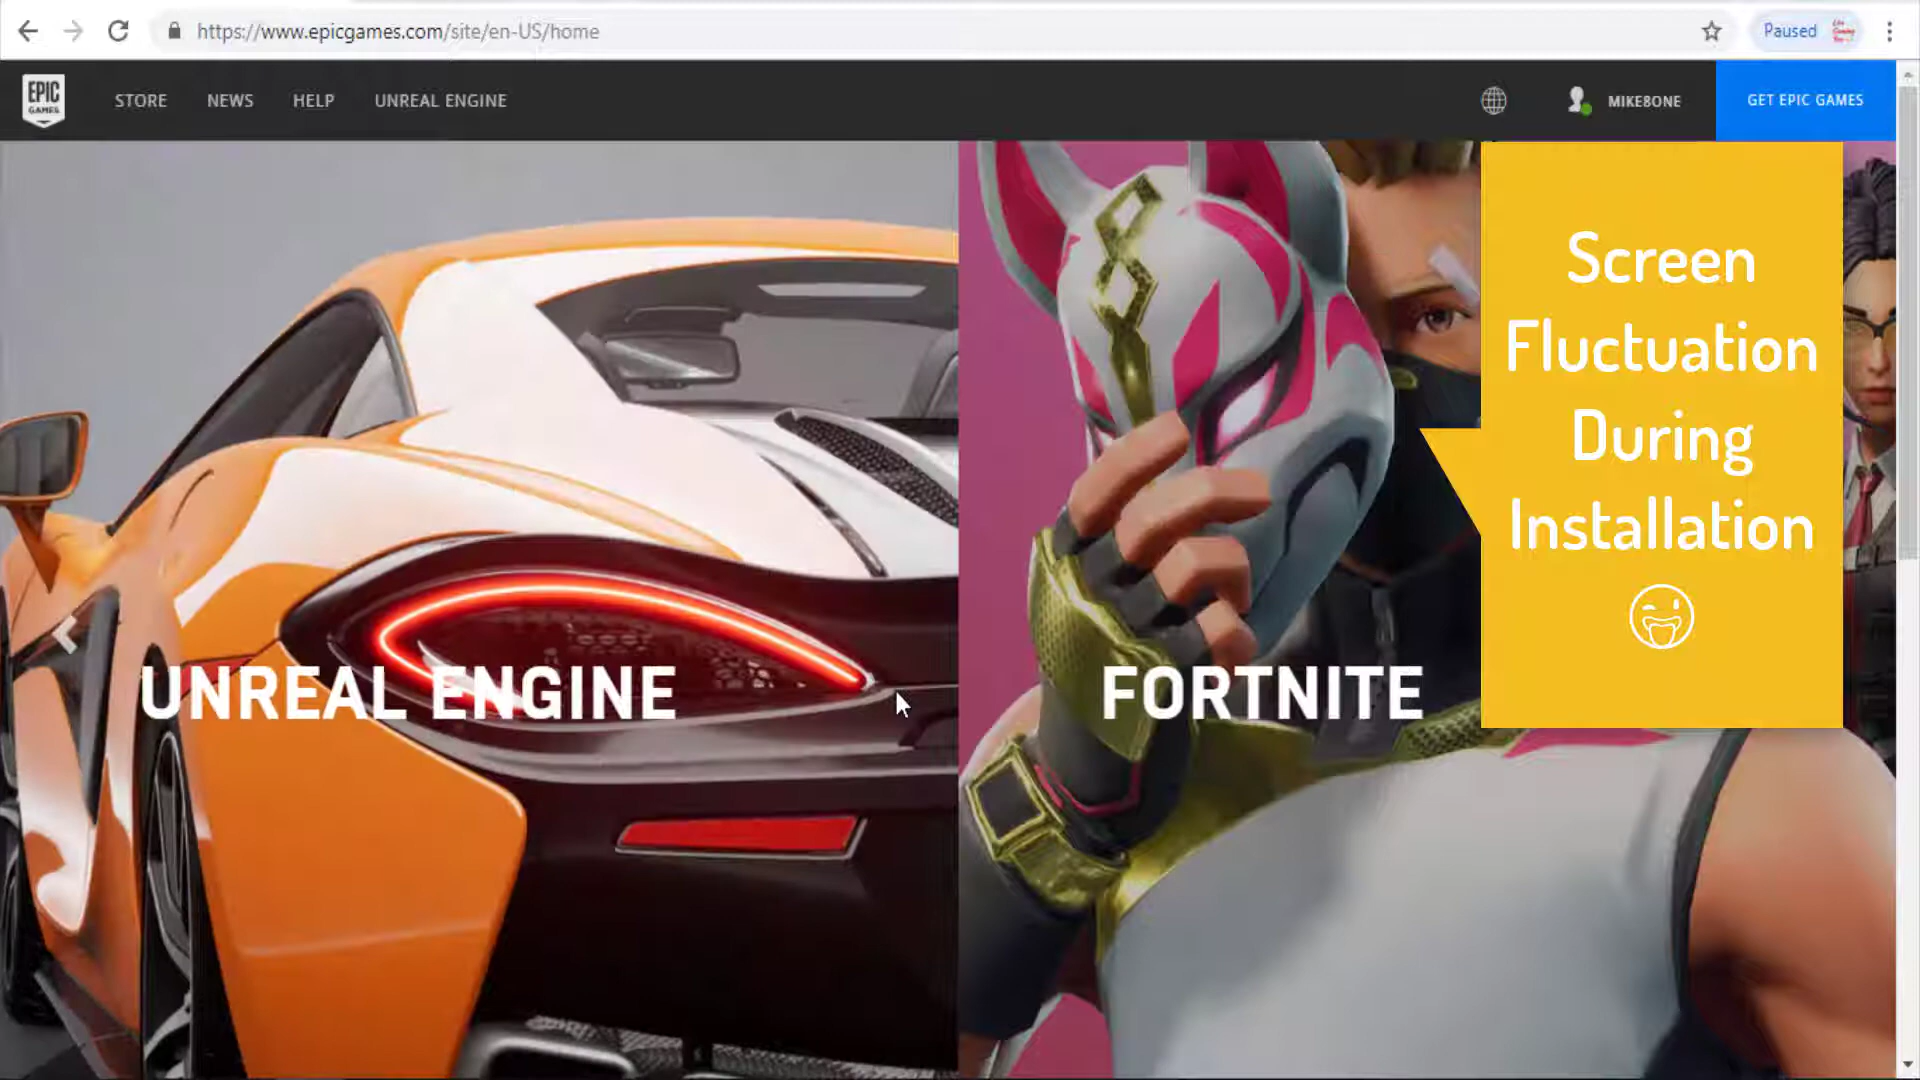 https://www.epicgames.com/site/en-US/home
Paused
EPIC
GAMES
STORE
NEWS
HELP
UNREAL ENGINE
MIKE8ONE
GET EPIC GAMES
Screen
Fluctuation
During
Installation
UNREAL ENGINE
FORTNITE